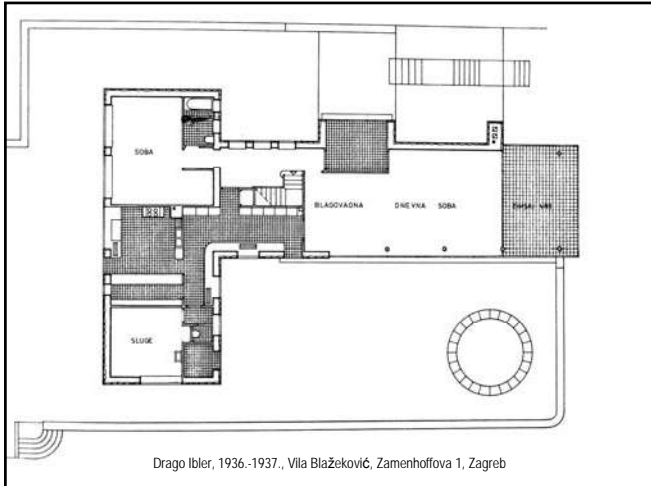 SOBA
BLAGOVAONA DNEVNA SOBA
SLUGE
Drago Ibler, 1936.-1937., Vila Blažeković, Zamenhoffova 1, Zagreb